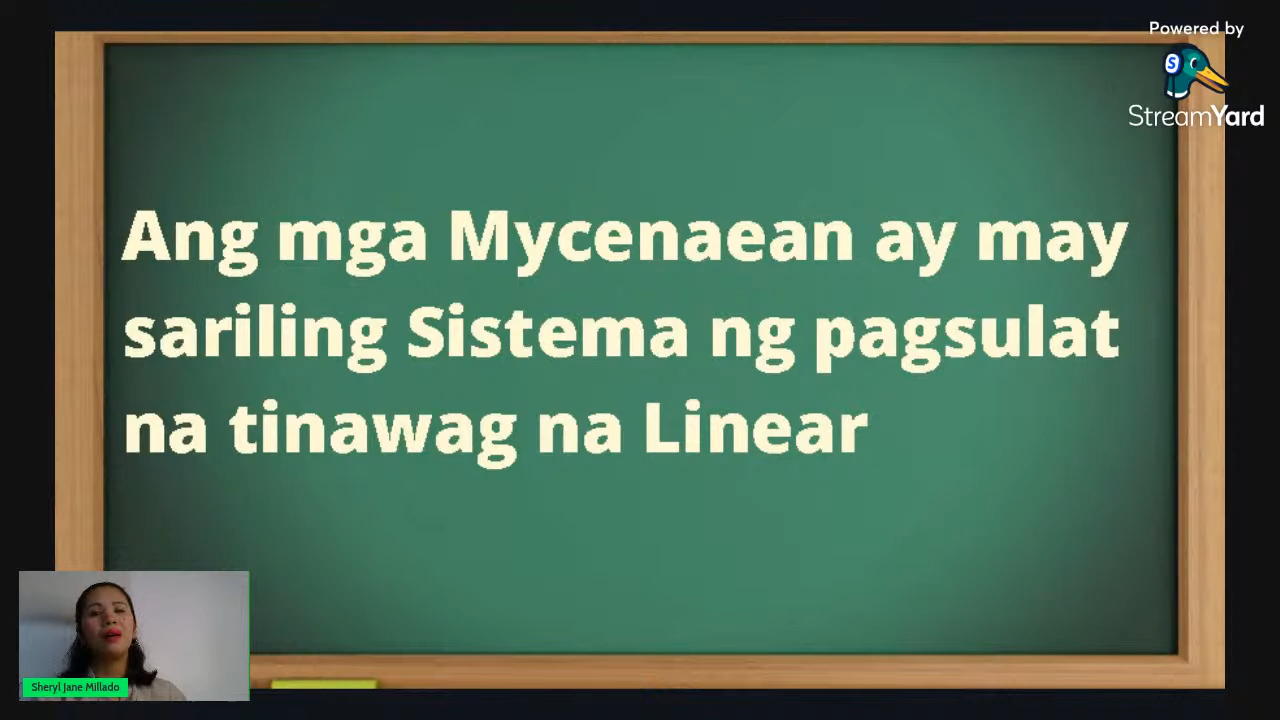 Powered by
S
StreamYard
Ang mga Mycenaean ay may
sariling Sistema ng pagsulat
na tinawag na Linear
Sheryl Jane Millado